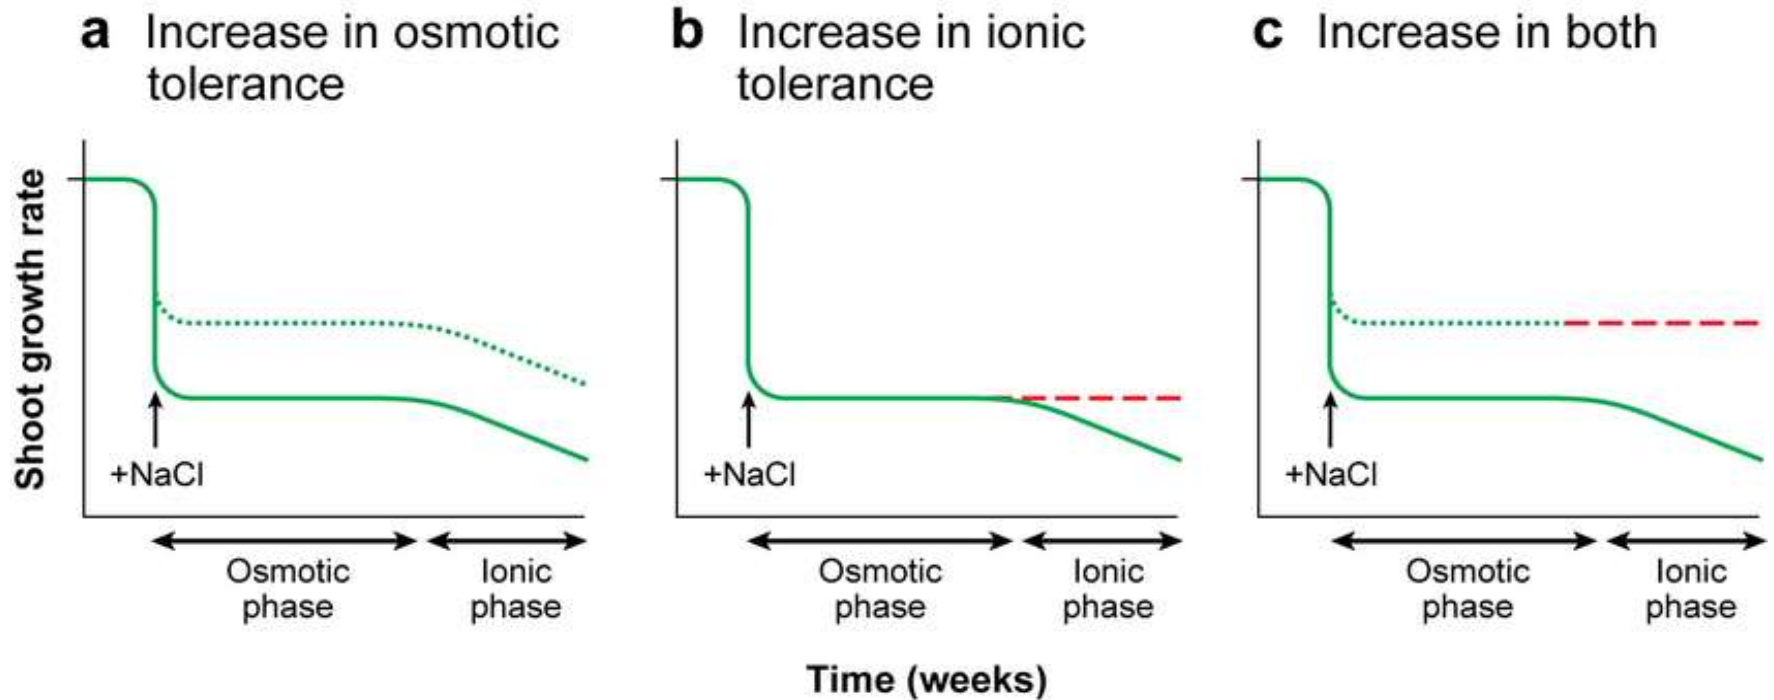 a Increase in osmotic
tolerance
b Increase in ionic
tolerance
c Increase in both
Shoot growth rate
+NaCl
+NaCl
+NaCl
Osmotic
phase
Ionic
phase
Osmotic
phase
Ionic
phase
Osmotic
phase
Ionic
phase
Time (weeks)